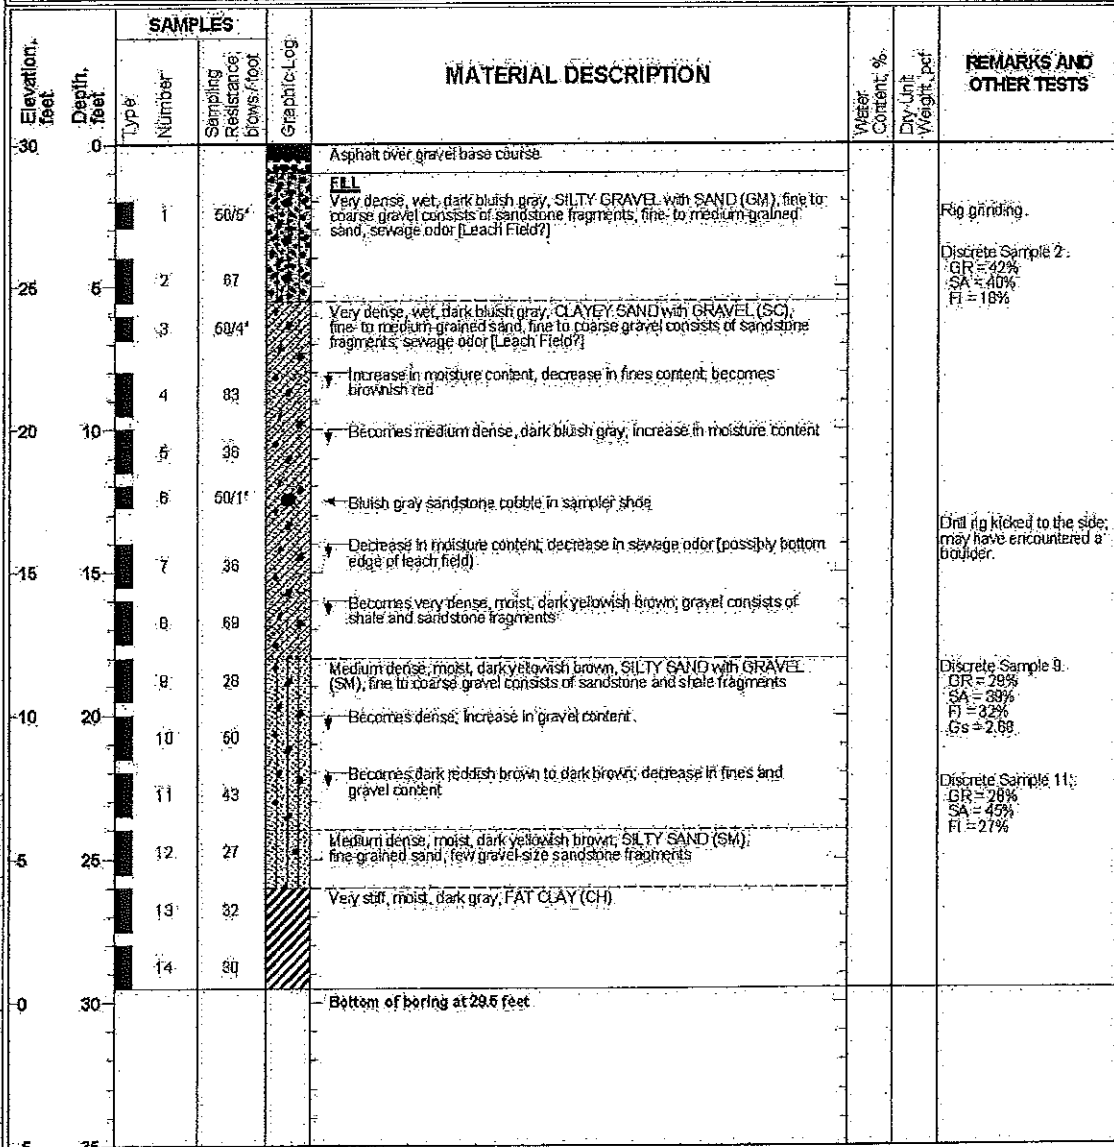 SAMPLES
Elevation, feet
Depth, feet
Type
Number
Sampling Resistance, blows/foot
Graphic Log
MATERIAL DESCRIPTION
Water Content, %
Dry Unit Weight, pcf
REMARKS AND OTHER TESTS
30 0
Asphalt over gravel base course
FILL
Very dense, wet, dark bluish gray, SILTY GRAVEL with SAND (GM), fine to
coarse gravel consists of sandstone fragments, fine- to medium-grained
sand, sewage odor [Leach Field?]
1 50/5"
Rig grinding.
2 67
Discrete Sample 2:
GR = 42%
SA = 40%
FI = 18%
25 5
Very dense, wet, dark bluish gray, CLAYEY SAND with GRAVEL (SC),
fine- to medium-grained sand, fine to coarse gravel consists of sandstone
fragments, sewage odor [Leach Field?]
3 50/4"
Increase in moisture content, decrease in fines content, becomes
brownish red
4 83
20 10
Becomes medium dense, dark bluish gray, increase in moisture content
5 36
6 50/1"
Bluish gray sandstone cobble in sampler shoe
Drill rig kicked to the side;
may have encountered a
boulder.
Decrease in moisture content, decrease in sewage odor [possibly bottom
edge of leach field]
7 36
15 15
Becomes very dense, moist, dark yellowish brown; gravel consists of
shale and sandstone fragments
8 69
Medium dense, moist, dark yellowish brown, SILTY SAND with GRAVEL
(SM), fine to coarse gravel consists of sandstone and shale fragments
9 28
Discrete Sample 9:
GR = 29%
SA = 39%
FI = 32%
Gs = 2.68
10 20
Becomes dense, increase in gravel content
10 50
Becomes dark reddish brown to dark brown; decrease in fines and
gravel content
11 43
Discrete Sample 11:
GR = 28%
SA = 45%
FI = 27%
Medium dense, moist, dark yellowish brown, SILTY SAND (SM),
fine-grained sand, few gravel-size sandstone fragments
12 27
5 25
Very stiff, moist, dark gray, FAT CLAY (CH)
13 32
14 30
0 30
Bottom of boring at 29.5 feet